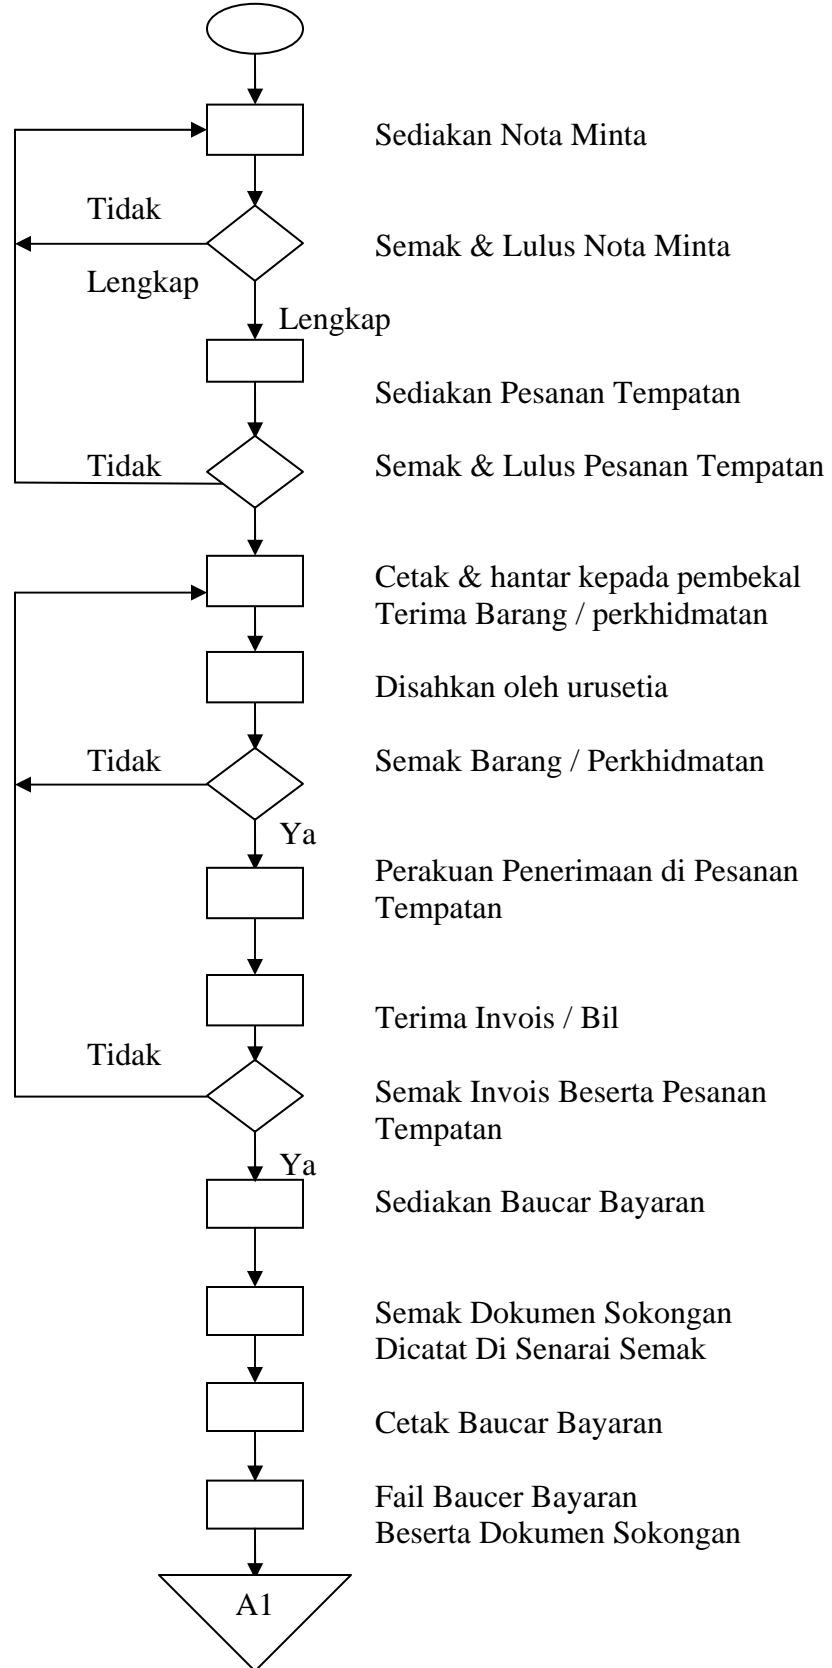 Sediakan Nota Minta
Tidak
Semak & Lulus Nota Minta
Lengkap
Lengkap
Sediakan Pesanan Tempatan
Tidak
Semak & Lulus Pesanan Tempatan
Cetak & hantar kepada pembekal
Terima Barang / perkhidmatan
Disahkan oleh urusetia
Tidak
Semak Barang / Perkhidmatan
Ya
Perakuan Penerimaan di Pesanan
Tempatan
Terima Invois / Bil
Tidak
Semak Invois Beserta Pesanan
Tempatan
Ya
Sediakan Baucar Bayaran
Semak Dokumen Sokongan
Dicatat Di Senarai Semak
Cetak Baucar Bayaran
Fail Baucer Bayaran
Beserta Dokumen Sokongan
A1